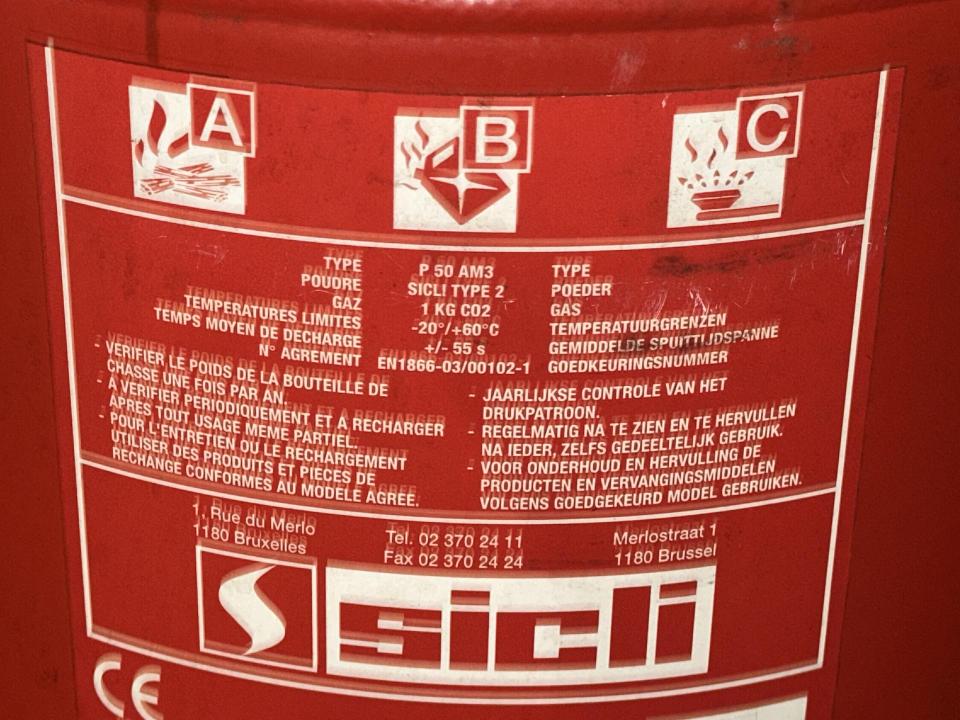 A
B
C
TYPE P 50 AM3 TYPE
POUDRE SICLI TYPE 2 POEDER
GAZ 1 KG CO2 GAS
TEMPERATURES LIMITES -20°/+60°C TEMPERATUURGRENZEN
TEMPS MOYEN DE DECHARGE +/- 55 s GEMIDDELDE SPUITTIJDSPANNE
N° AGREMENT EN1866-03/00102-1 GOEDKEURINGSNUMMER
- VERIFIER LE POIDS DE LA BOUTEILLE DE
CHASSE UNE FOIS PAR AN.
- A VERIFIER PERIODIQUEMENT ET A RECHARGER
APRES TOUT USAGE MEME PARTIEL.
- POUR L'ENTRETIEN OU LE RECHARGEMENT
UTILISER DES PRODUITS ET PIECES DE
RECHANGE CONFORMES AU MODELE AGREE.
- JAARLIJKSE CONTROLE VAN HET
DRUKPATROON.
- REGELMATIG NA TE ZIEN EN TE HERVULLEN
NA IEDER, ZELFS GEDEELTELIJK GEBRUIK.
- VOOR ONDERHOUD EN HERVULLING DE
PRODUCTEN EN VERVANGINGSMIDDELEN
VOLGENS GOEDGEKEURD MODEL GEBRUIKEN.
1, Rue du Merlo
1180 Bruxelles
Tel. 02 370 24 11
Fax 02 370 24 24
Merlostraat 1
1180 Brussel
sicli
CE